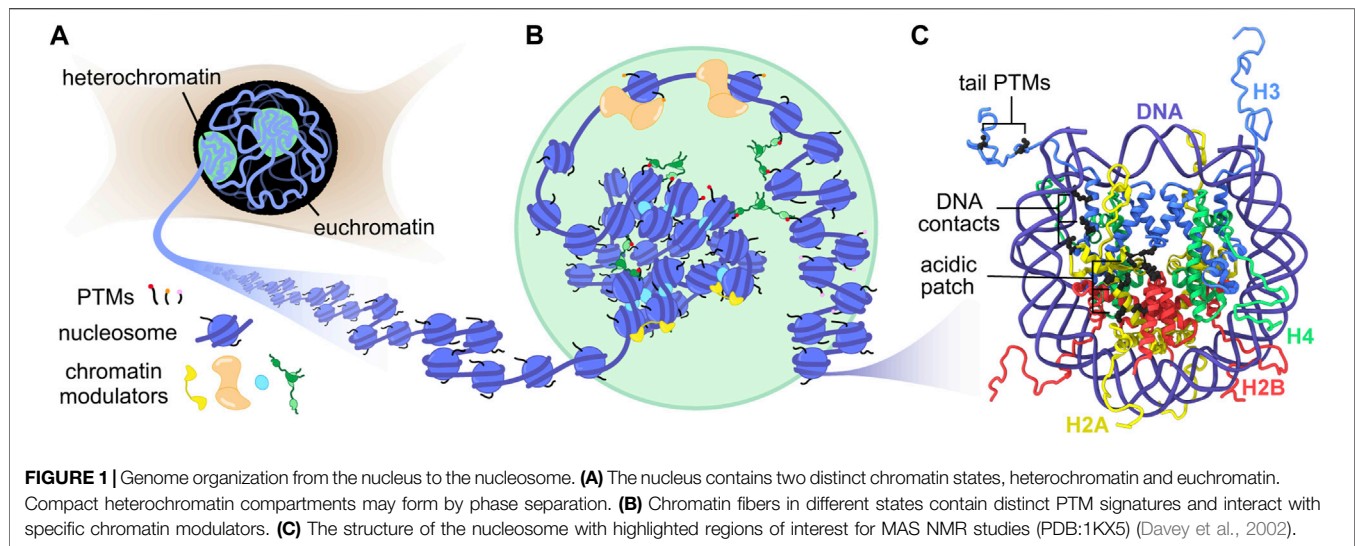 A
heterochromatin
euchromatin
PTMs
nucleosome
chromatin
modulators
B
C
tail PTMs
H3
DNA
DNA
contacts
acidic
patch
H4
H2B
H2A
FIGURE 1 | Genome organization from the nucleus to the nucleosome. (A) The nucleus contains two distinct chromatin states, heterochromatin and euchromatin.
Compact heterochromatin compartments may form by phase separation. (B) Chromatin fibers in different states contain distinct PTM signatures and interact with
specific chromatin modulators. (C) The structure of the nucleosome with highlighted regions of interest for MAS NMR studies (PDB:1KX5) (Davey et al., 2002).